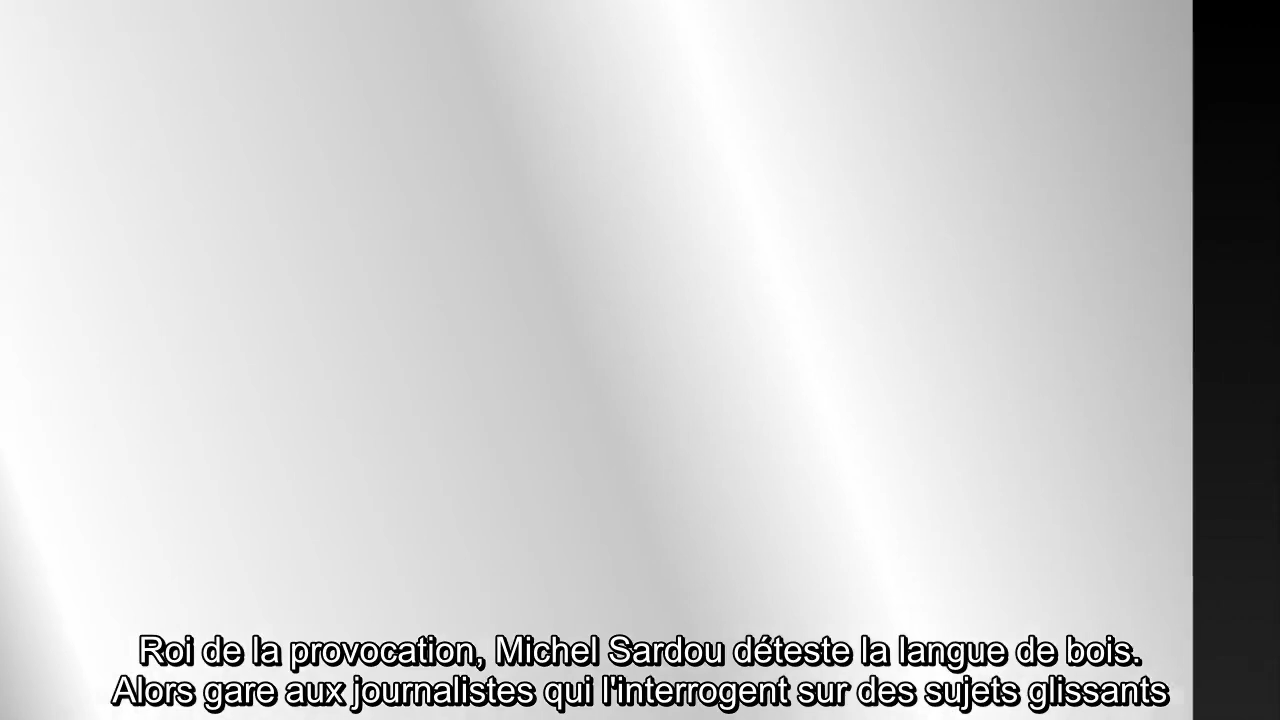 Roi de la provocation, Michel Sardou déteste la langue de bois.
Alors gare aux journalistes qui l'interrogent sur des sujets glissants